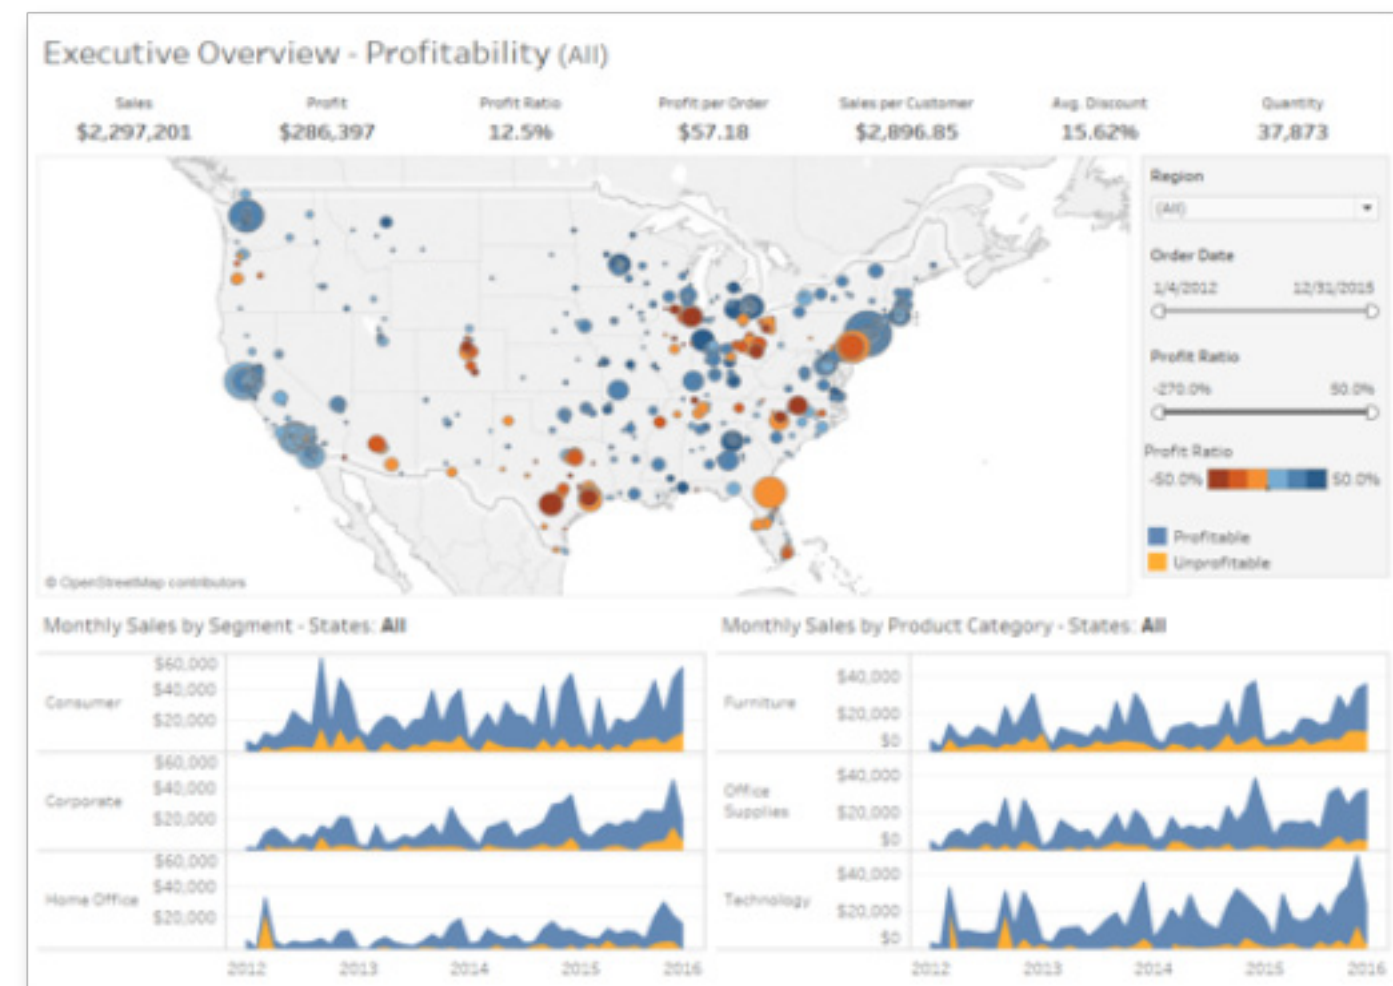 Executive Overview - Profitability (All)
Sales Profit Profit Ratio Profit per Order Sales per Customer Avg. Discount Quantity
$2,297,201 $286,397 12.5% $57.18 $2,896.85 15.62% 37,873
Region
(All)
Order Date
1/4/2012 12/31/2015
Profit Ratio
-270.0% 50.0%
Profit Ratio
-50.0% 50.0%
Profitable
Unprofitable
© OpenStreetMap contributors
Monthly Sales by Segment - States: All
Consumer
$60,000
$40,000
$20,000
Corporate
$60,000
$40,000
$20,000
Home Office
$60,000
$40,000
$20,000
2012 2013 2014 2015 2016
Monthly Sales by Product Category - States: All
Furniture
$40,000
$20,000
$0
Office
Supplies
$40,000
$20,000
$0
Technology
$40,000
$20,000
$0
2012 2013 2014 2015 2016